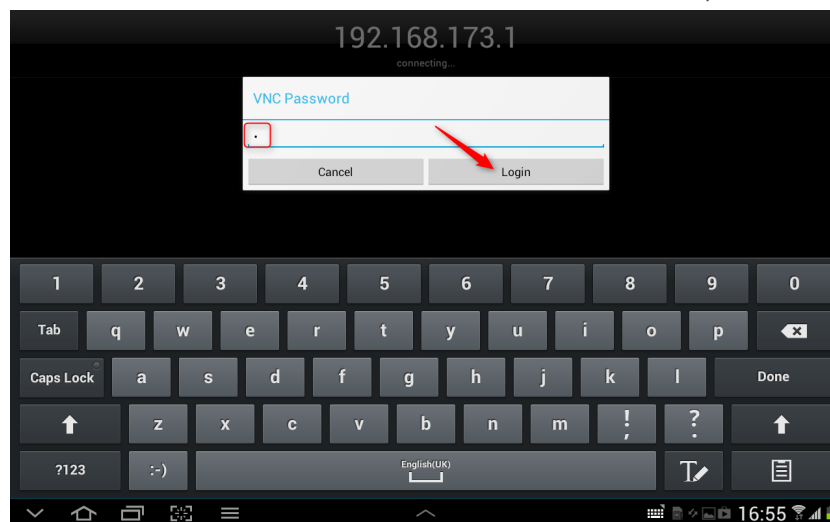 192.168.173.1
connecting...
VNC Password
.
Cancel Login
1 2 3 4 5 6 7 8 9 0
Tab q w e r t y u i o p
Caps Lock a s d f g h j k l Done
z x c v b n m ! , ? .
?123 :-) English(UK) T
16:55